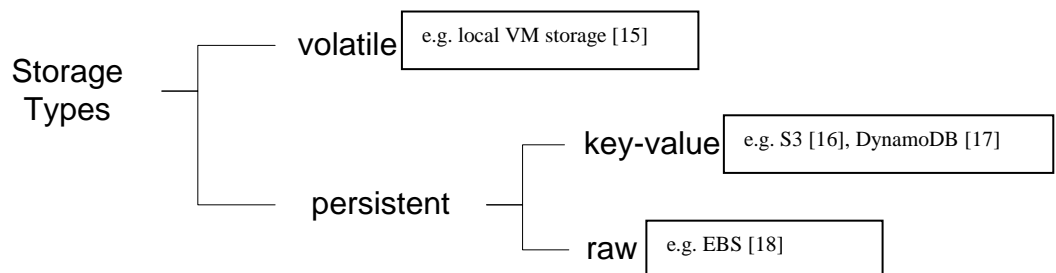 volatile
e.g. local VM storage [15]
Storage
Types
key-value
e.g. S3 [16], DynamoDB [17]
persistent
raw
e.g. EBS [18]